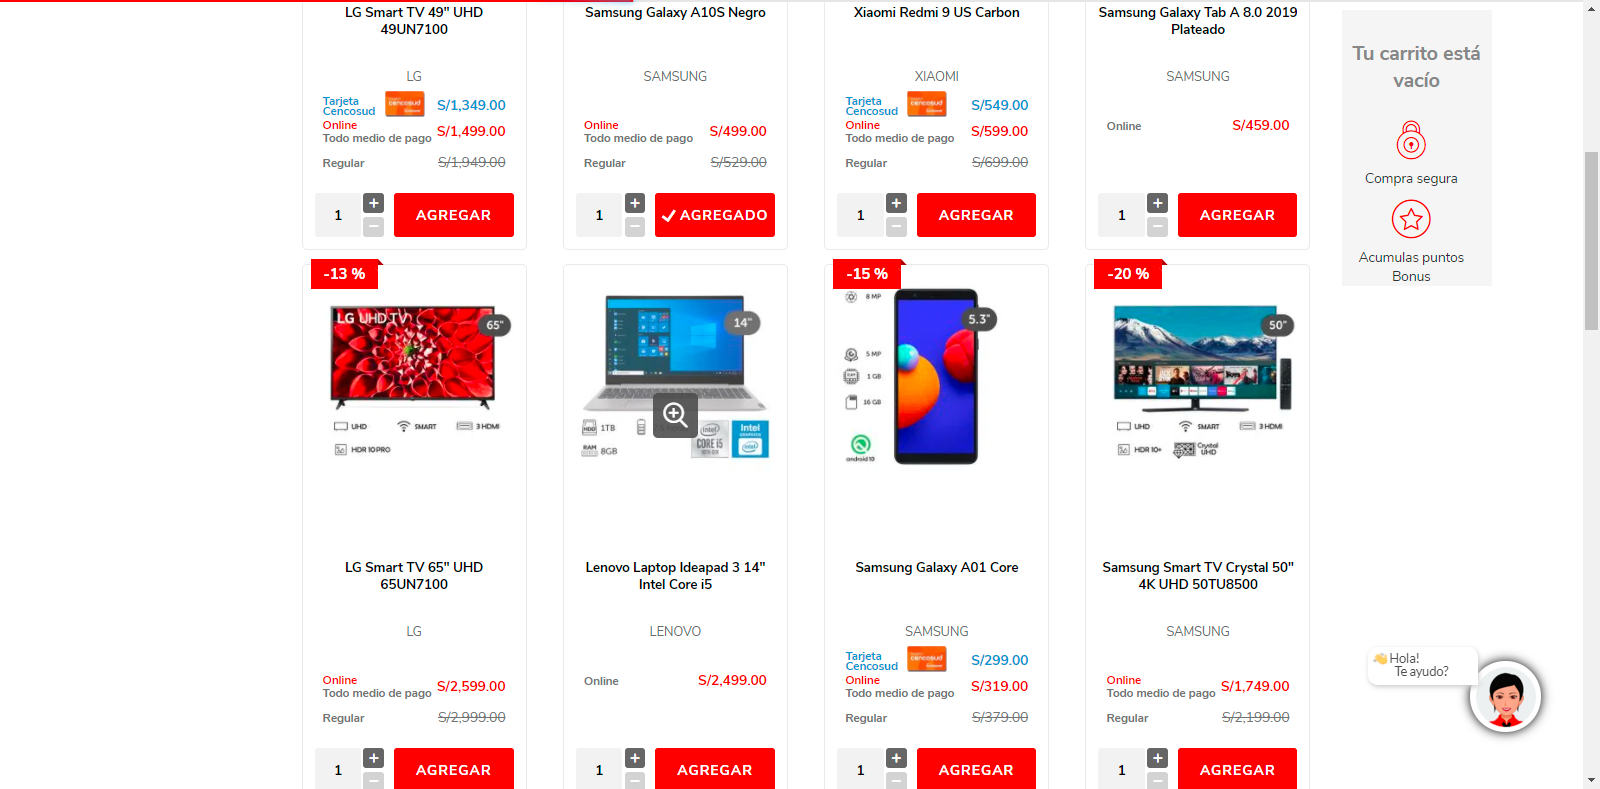 LG Smart TV 49" UHD
49UN7100
LG
Tarjeta
Cencosud
cencosud
S/1,349.00
Online
Todo medio de pago
S/1,499.00
Regular
S/1,949.00
1
+
−
AGREGAR
Samsung Galaxy A10S Negro
SAMSUNG
Online
Todo medio de pago
S/499.00
Regular
S/529.00
1
+
−
AGREGADO
Xiaomi Redmi 9 US Carbon
XIAOMI
Tarjeta
Cencosud
cencosud
S/549.00
Online
Todo medio de pago
S/599.00
Regular
S/699.00
1
+
−
AGREGAR
Samsung Galaxy Tab A 8.0 2019
Plateado
SAMSUNG
Online
S/459.00
1
+
−
AGREGAR
Tu carrito está
vacío
Compra segura
Acumulas puntos
Bonus
-13 %
LG UHD TV
65"
UHD
SMART
3 HDMI
HDR 10 PRO
LG Smart TV 65" UHD
65UN7100
LG
Online
Todo medio de pago
S/2,599.00
Regular
S/2,999.00
1
+
−
AGREGAR
14"
HDD
1TB
RAM
8GB
intel
CORE i5
Intel
GRAPHICS
intel
Lenovo Laptop Ideapad 3 14"
Intel Core i5
LENOVO
Online
S/2,499.00
1
+
−
AGREGAR
-15 %
8 MP
5.3"
5 MP
1 GB
16 GB
android 10
Samsung Galaxy A01 Core
SAMSUNG
Tarjeta
Cencosud
cencosud
S/299.00
Online
Todo medio de pago
S/319.00
Regular
S/379.00
1
+
−
AGREGAR
-20 %
50"
UHD
SMART
3 HDMI
HDR 10+
Crystal
UHD
Samsung Smart TV Crystal 50"
4K UHD 50TU8500
SAMSUNG
Online
Todo medio de pago
S/1,749.00
Regular
S/2,199.00
1
+
−
AGREGAR
👋 Hola!
Te ayudo?